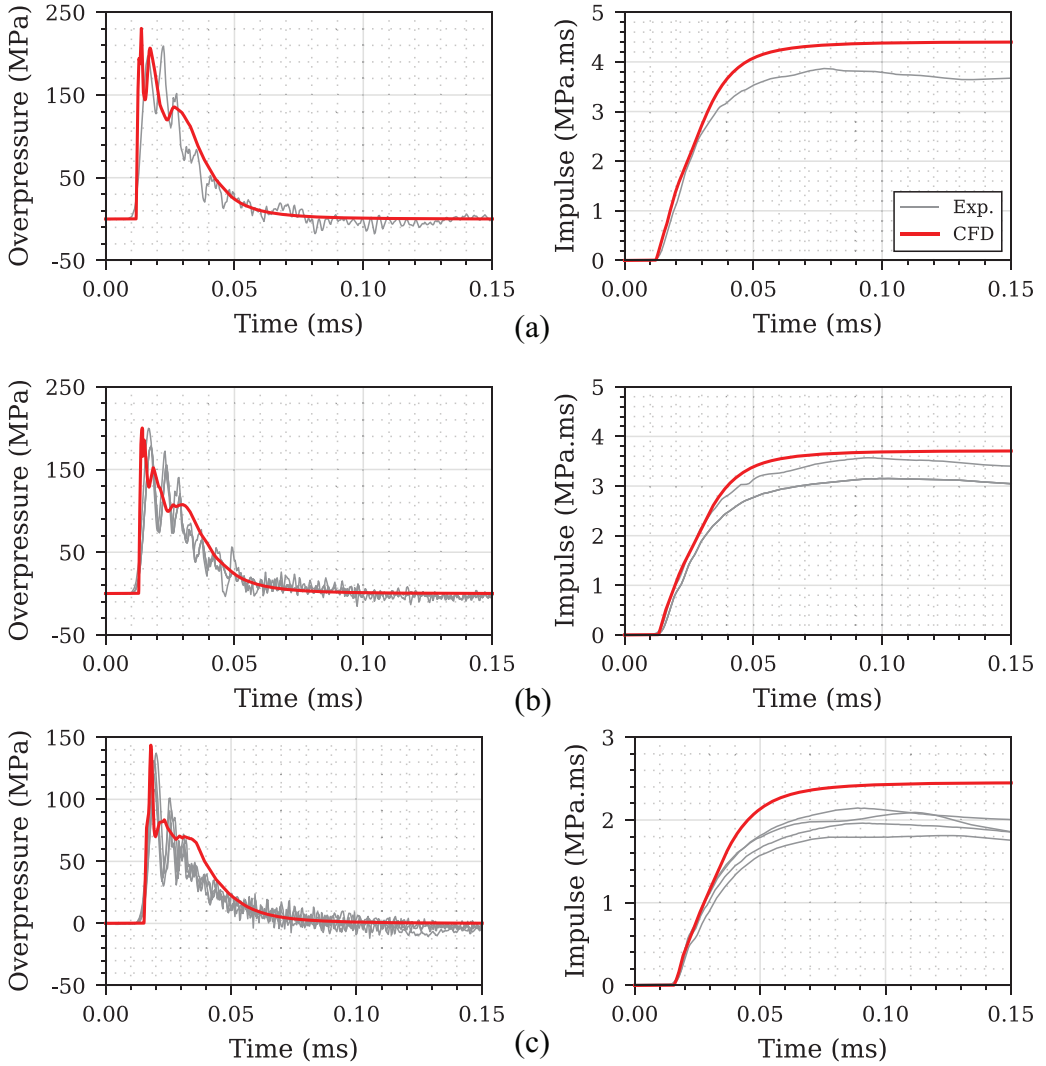 250
150
50
-50
Overpressure (MPa)
0.00 0.05 0.10 0.15
Time (ms)
5
4
3
2
1
0
Impulse (MPa.ms)
Exp.
CFD
0.00 0.05 0.10 0.15
Time (ms)
(a)
250
150
50
-50
Overpressure (MPa)
0.00 0.05 0.10 0.15
Time (ms)
5
4
3
2
1
0
Impulse (MPa.ms)
0.00 0.05 0.10 0.15
Time (ms)
(b)
150
100
50
0
-50
Overpressure (MPa)
0.00 0.05 0.10 0.15
Time (ms)
3
2
1
0
Impulse (MPa.ms)
0.00 0.05 0.10 0.15
Time (ms)
(c)